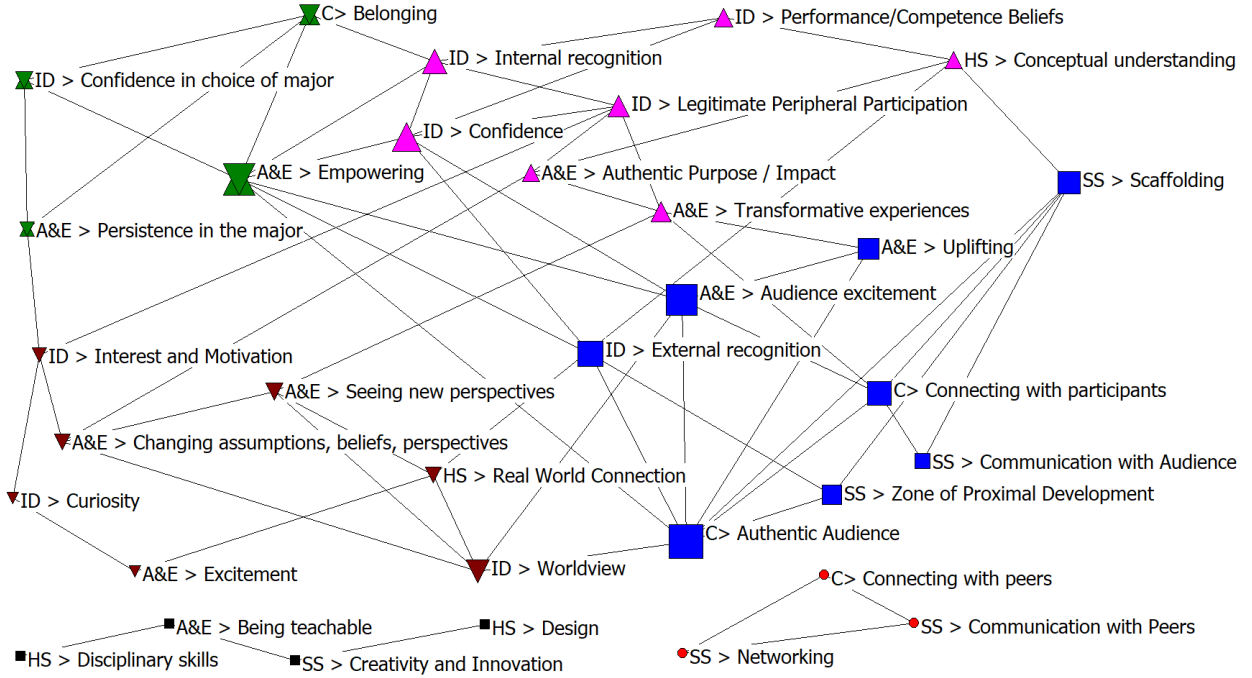 C> Belonging
ID > Performance/Competence Beliefs
ID > Internal recognition
HS > Conceptual understanding
ID > Confidence in choice of major
ID > Legitimate Peripheral Participation
ID > Confidence
A&E > Empowering
A&E > Authentic Purpose / Impact
SS > Scaffolding
A&E > Transformative experiences
A&E > Persistence in the major
A&E > Uplifting
A&E > Audience excitement
ID > Interest and Motivation
ID > External recognition
A&E > Seeing new perspectives
C> Connecting with participants
A&E > Changing assumptions, beliefs, perspectives
SS > Communication with Audience
HS > Real World Connection
SS > Zone of Proximal Development
ID > Curiosity
C> Authentic Audience
A&E > Excitement
ID > Worldview
C> Connecting with peers
A&E > Being teachable
HS > Design
SS > Communication with Peers
HS > Disciplinary skills
SS > Creativity and Innovation
SS > Networking